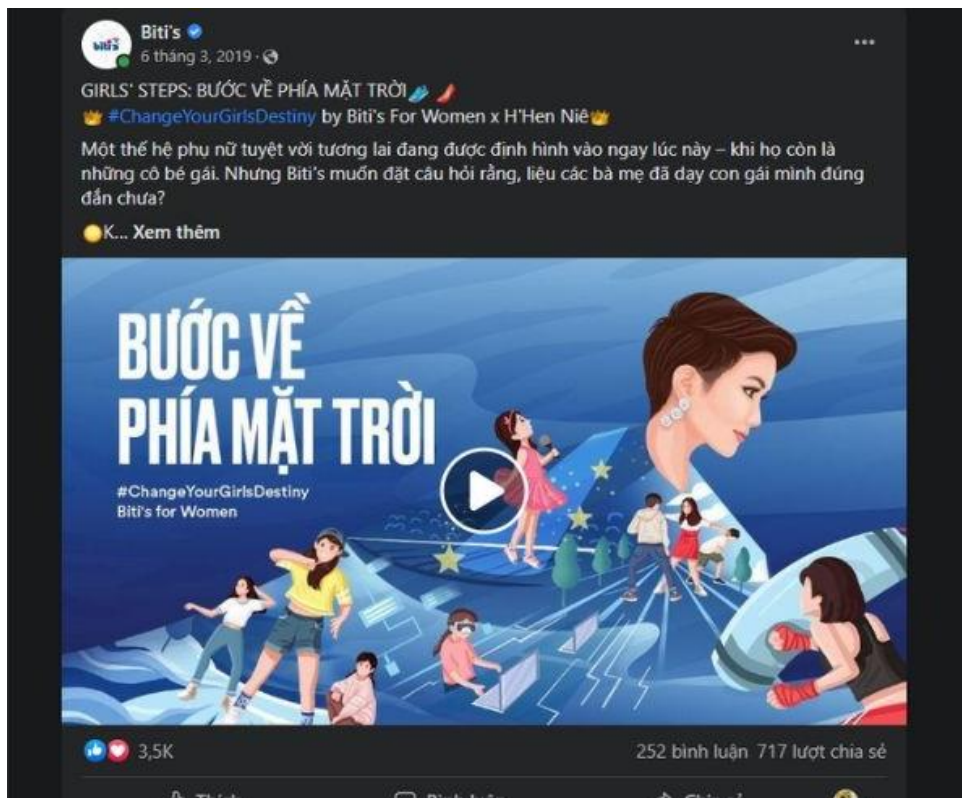 Biti's
biti's
6 tháng 3, 2019 ·
GIRLS' STEPS: BƯỚC VỀ PHÍA MẶT TRỜI
#ChangeYourGirlsDestiny by Biti's For Women x H'Hen Niê
Một thế hệ phụ nữ tuyệt vời tương lai đang được định hình vào ngay lúc này – khi họ còn là
những cô bé gái. Nhưng Biti's muốn đặt câu hỏi rằng, liệu các bà mẹ đã dạy con gái mình đúng
đắn chưa?
K... Xem thêm
BƯỚC VỀ
PHÍA MẶT TRỜI
#ChangeYourGirlsDestiny
Biti's for Women
3,5K
252 bình luận 717 lượt chia sẻ